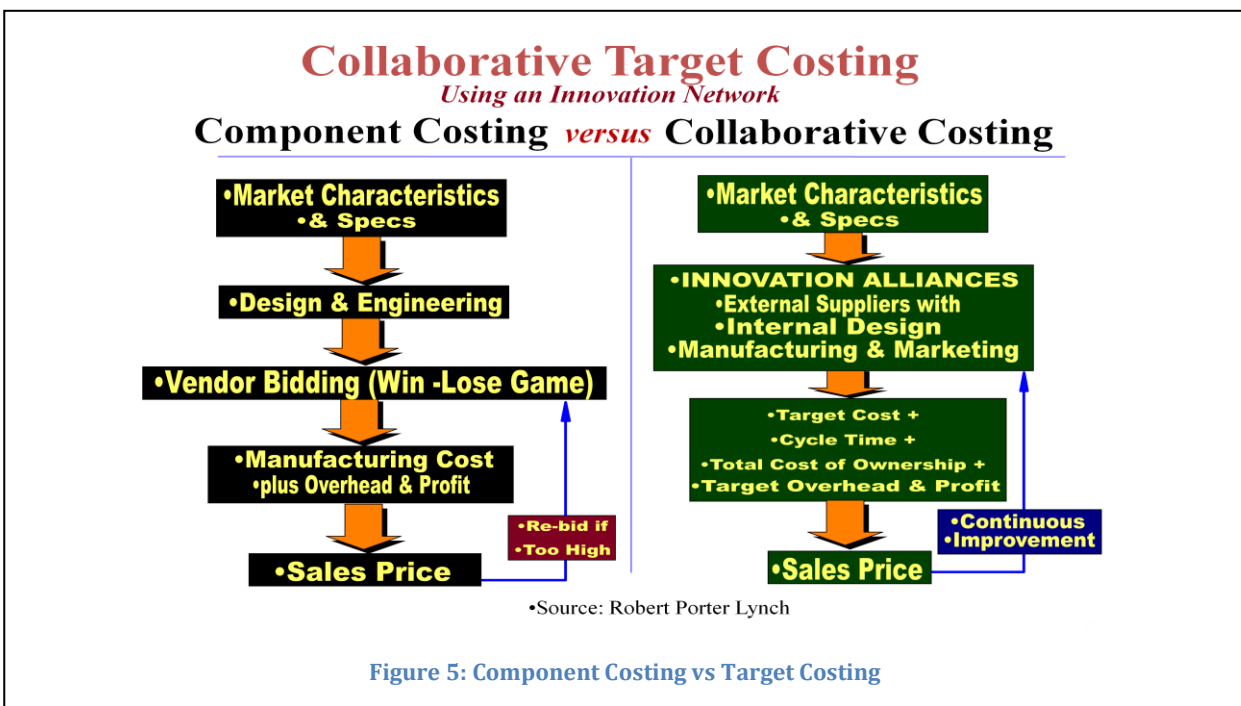 Collaborative Target Costing
Using an Innovation Network
Component Costing versus Collaborative Costing
•Market Characteristics
•& Specs
•Design & Engineering
•Vendor Bidding (Win -Lose Game)
•Manufacturing Cost
•plus Overhead & Profit
•Re-bid if
•Too High
•Sales Price
•Market Characteristics
•& Specs
•INNOVATION ALLIANCES
•External Suppliers with
•Internal Design
•Manufacturing & Marketing
•Target Cost +
•Cycle Time +
•Total Cost of Ownership +
•Target Overhead & Profit
•Continuous
•Improvement
•Sales Price
•Source: Robert Porter Lynch
Figure 5: Component Costing vs Target Costing